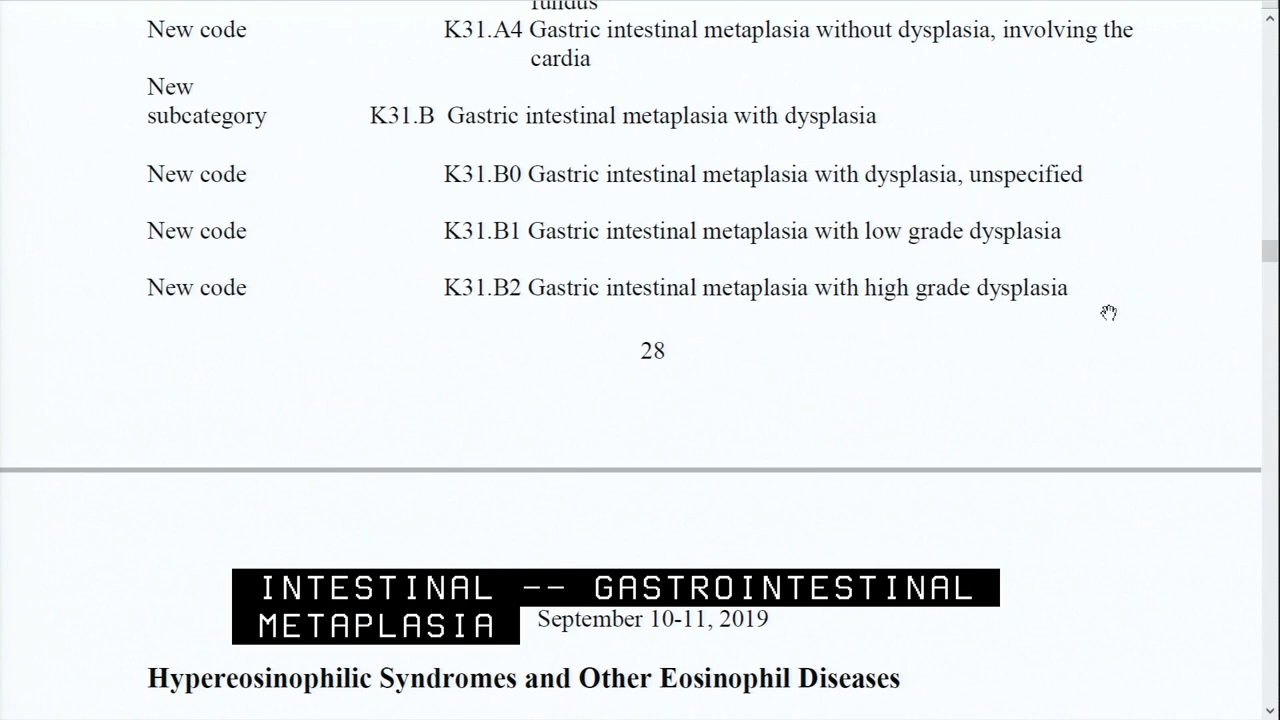 fundus
New code K31.A4 Gastric intestinal metaplasia without dysplasia, involving the
cardia
New
subcategory K31.B Gastric intestinal metaplasia with dysplasia
New code K31.B0 Gastric intestinal metaplasia with dysplasia, unspecified
New code K31.B1 Gastric intestinal metaplasia with low grade dysplasia
New code K31.B2 Gastric intestinal metaplasia with high grade dysplasia
28
INTESTINAL -- GASTROINTESTINAL
METAPLASIA
September 10-11, 2019
Hypereosinophilic Syndromes and Other Eosinophil Diseases